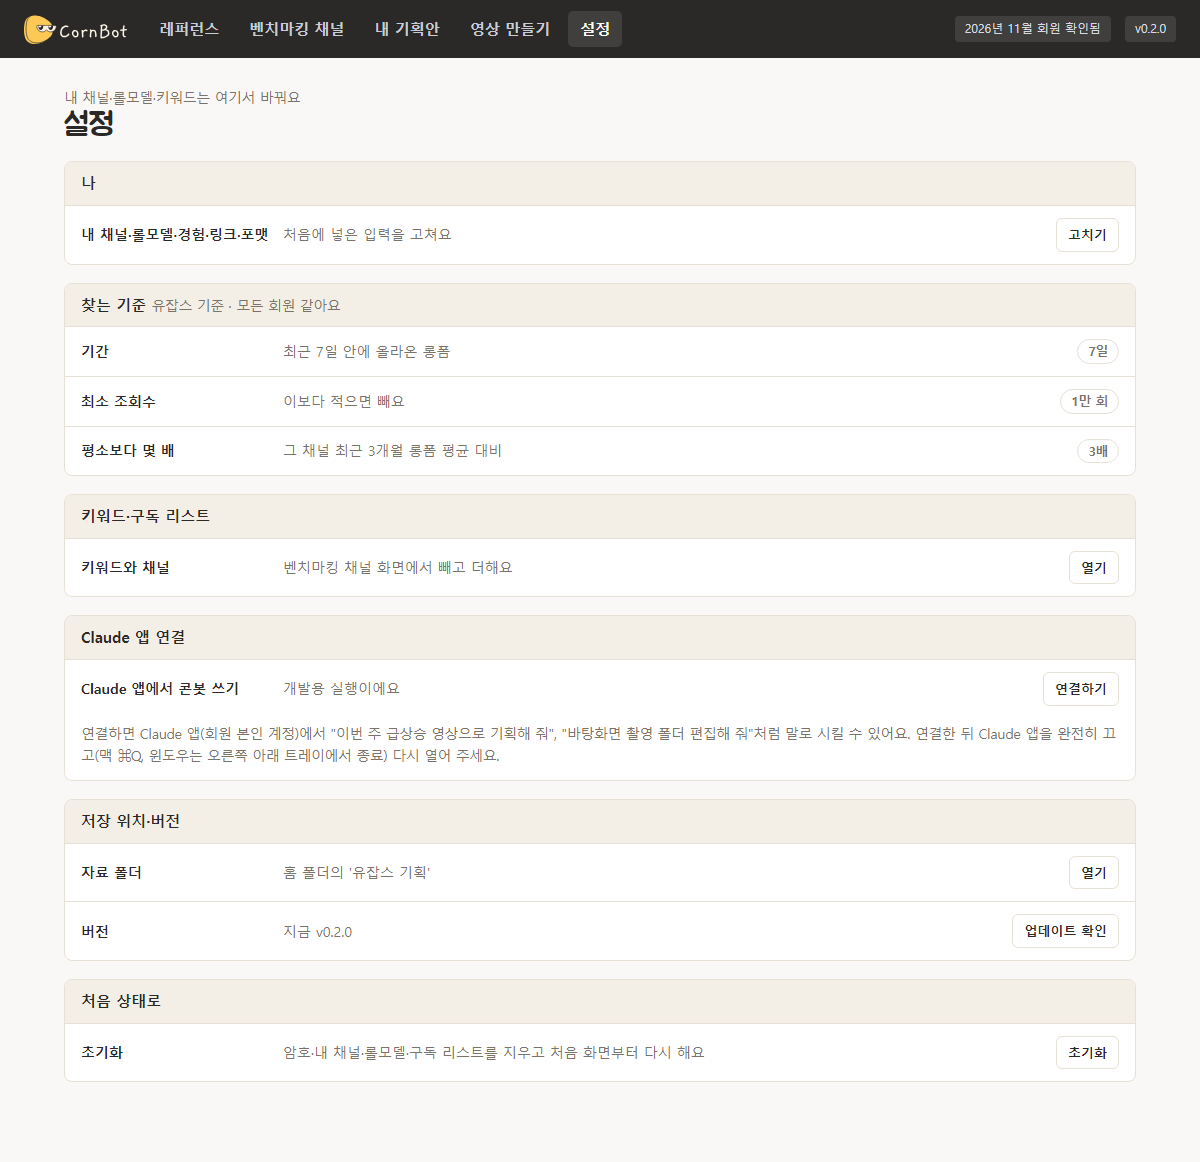 CornBot 레퍼런스 벤치마킹 채널 내 기획안 영상 만들기 설정 2026년 11월 회원 확인됨 v0.2.0
내 채널·롤모델·키워드는 여기서 바꿔요
설정
나
내 채널·롤모델·경험·링크·포맷 처음에 넣은 입력을 고쳐요 고치기
찾는 기준 유잡스 기준 · 모든 회원 같아요
기간 최근 7일 안에 올라온 롱폼 7일
최소 조회수 이보다 적으면 빼요 1만 회
평소보다 몇 배 그 채널 최근 3개월 롱폼 평균 대비 3배
키워드·구독 리스트
키워드와 채널 벤치마킹 채널 화면에서 빼고 더해요 열기
Claude 앱 연결
Claude 앱에서 콘봇 쓰기 개발용 실행이에요 연결하기
연결하면 Claude 앱(회원 본인 계정)에서 "이번 주 급상승 영상으로 기획해 줘", "바탕화면 촬영 폴더 편집해 줘"처럼 말로 시킬 수 있어요. 연결한 뒤 Claude 앱을 완전히 끄
고(맥 ⌘Q, 윈도우는 오른쪽 아래 트레이에서 종료) 다시 열어 주세요.
저장 위치·버전
자료 폴더 홈 폴더의 '유잡스 기획' 열기
버전 지금 v0.2.0 업데이트 확인
처음 상태로
초기화 암호·내 채널·롤모델·구독 리스트를 지우고 처음 화면부터 다시 해요 초기화